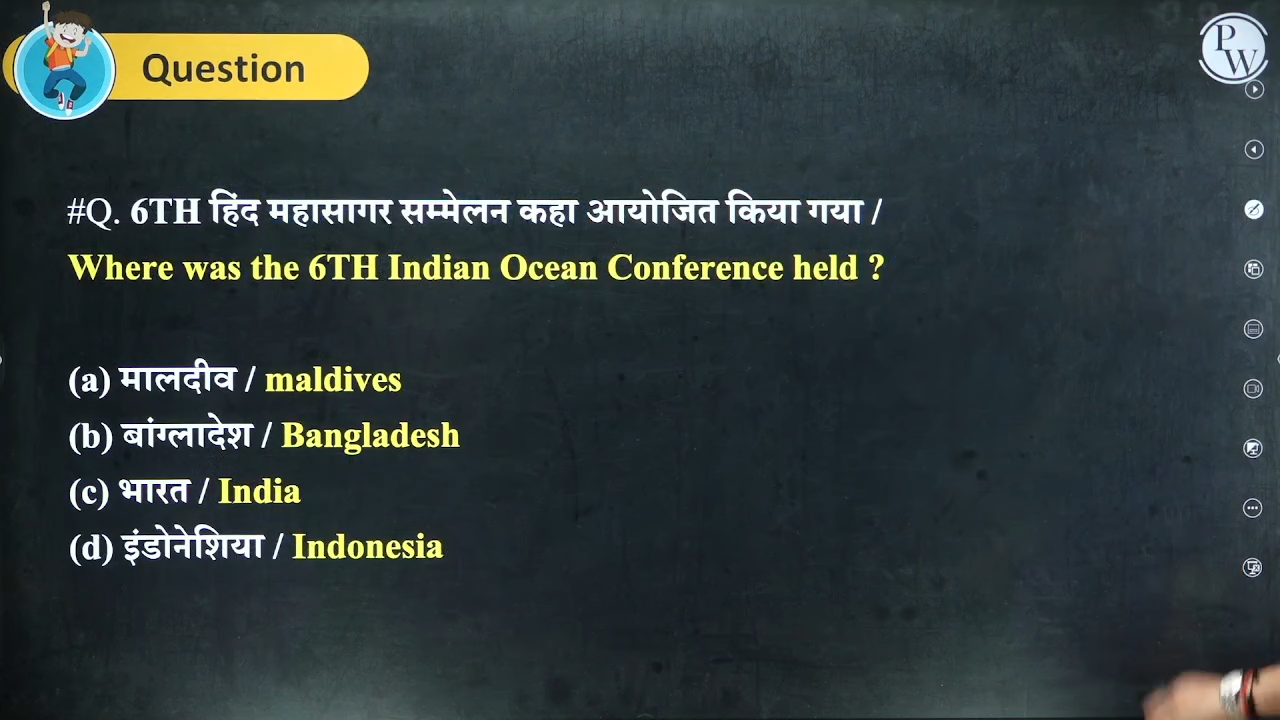 Question
PW
#Q. 6TH हिंद महासागर सम्मेलन कहा आयोजित किया गया /
Where was the 6TH Indian Ocean Conference held ?
(a) मालदीव / maldives
(b) बांग्लादेश / Bangladesh
(c) भारत / India
(d) इंडोनेशिया / Indonesia